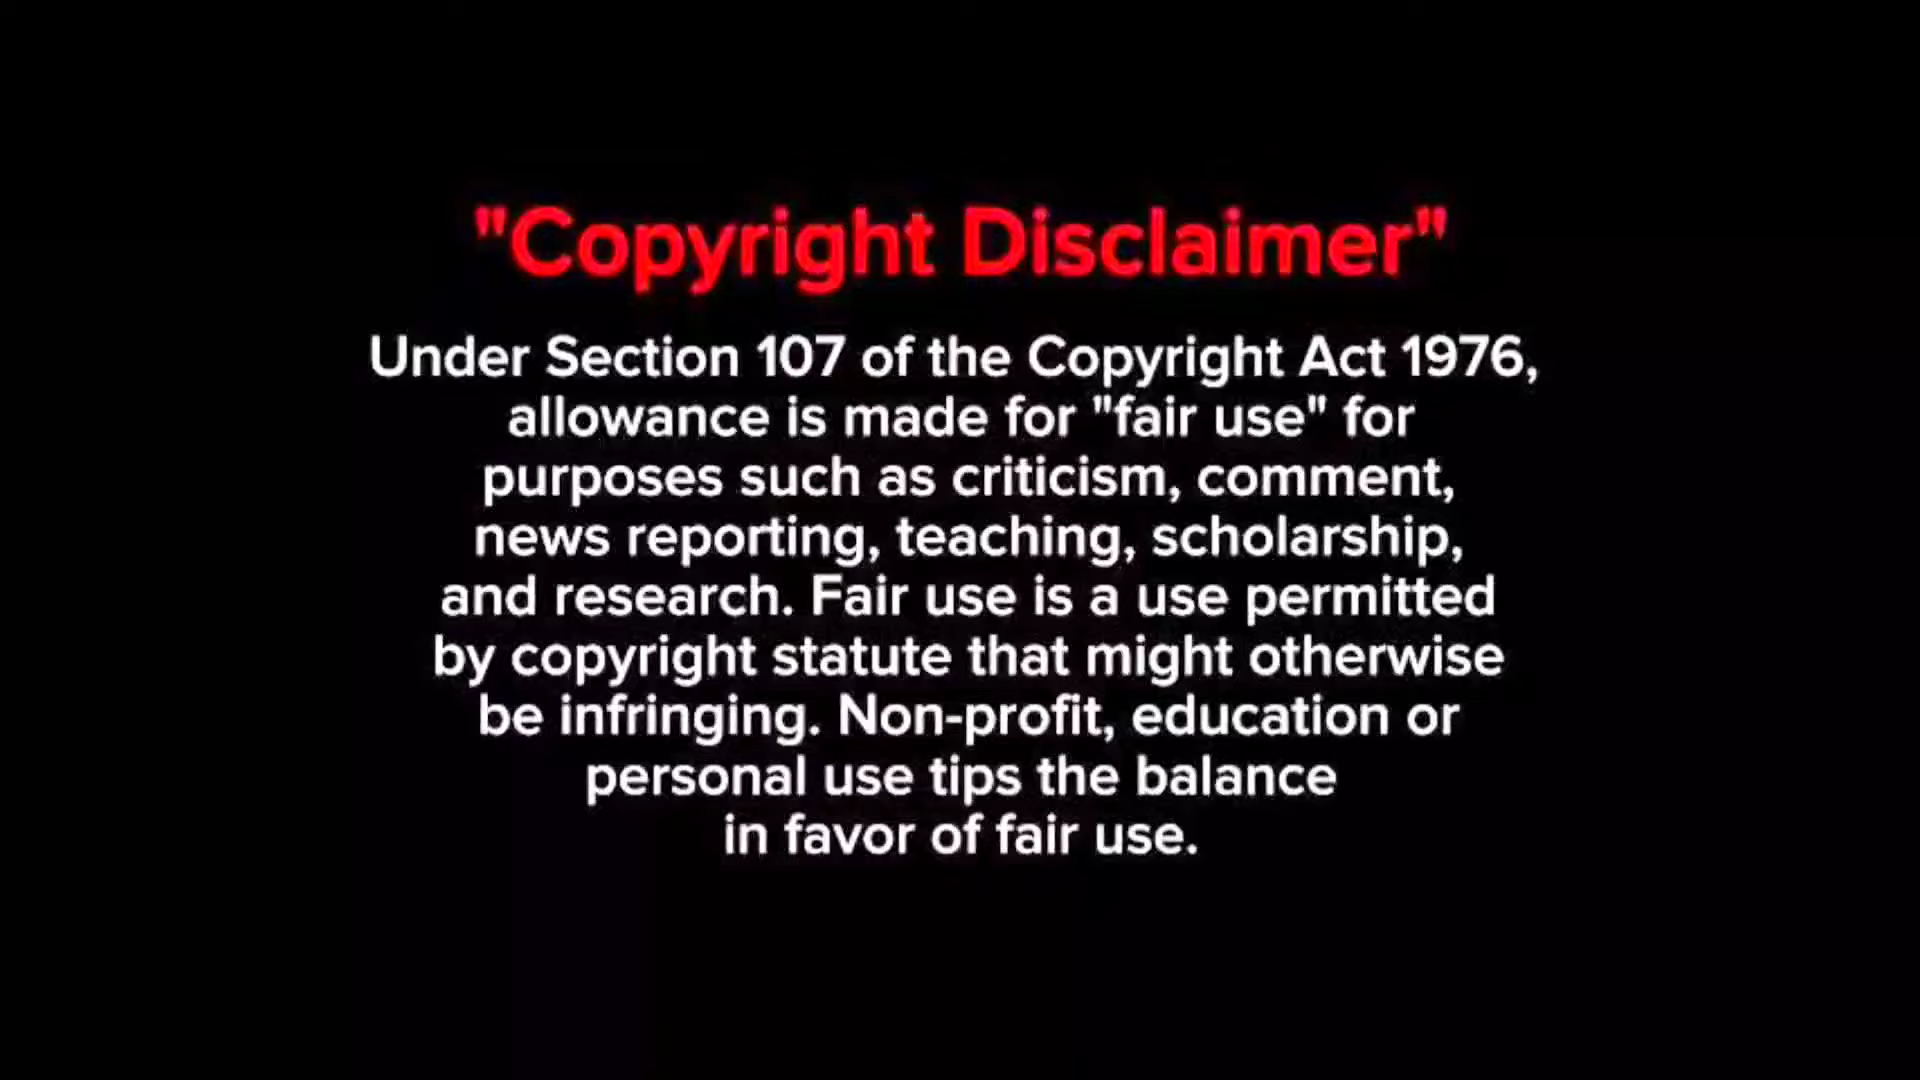 "Copyright Disclaimer"
Under Section 107 of the Copyright Act 1976,
allowance is made for "fair use" for
purposes such as criticism, comment,
news reporting, teaching, scholarship,
and research. Fair use is a use permitted
by copyright statute that might otherwise
be infringing. Non-profit, education or
personal use tips the balance
in favor of fair use.